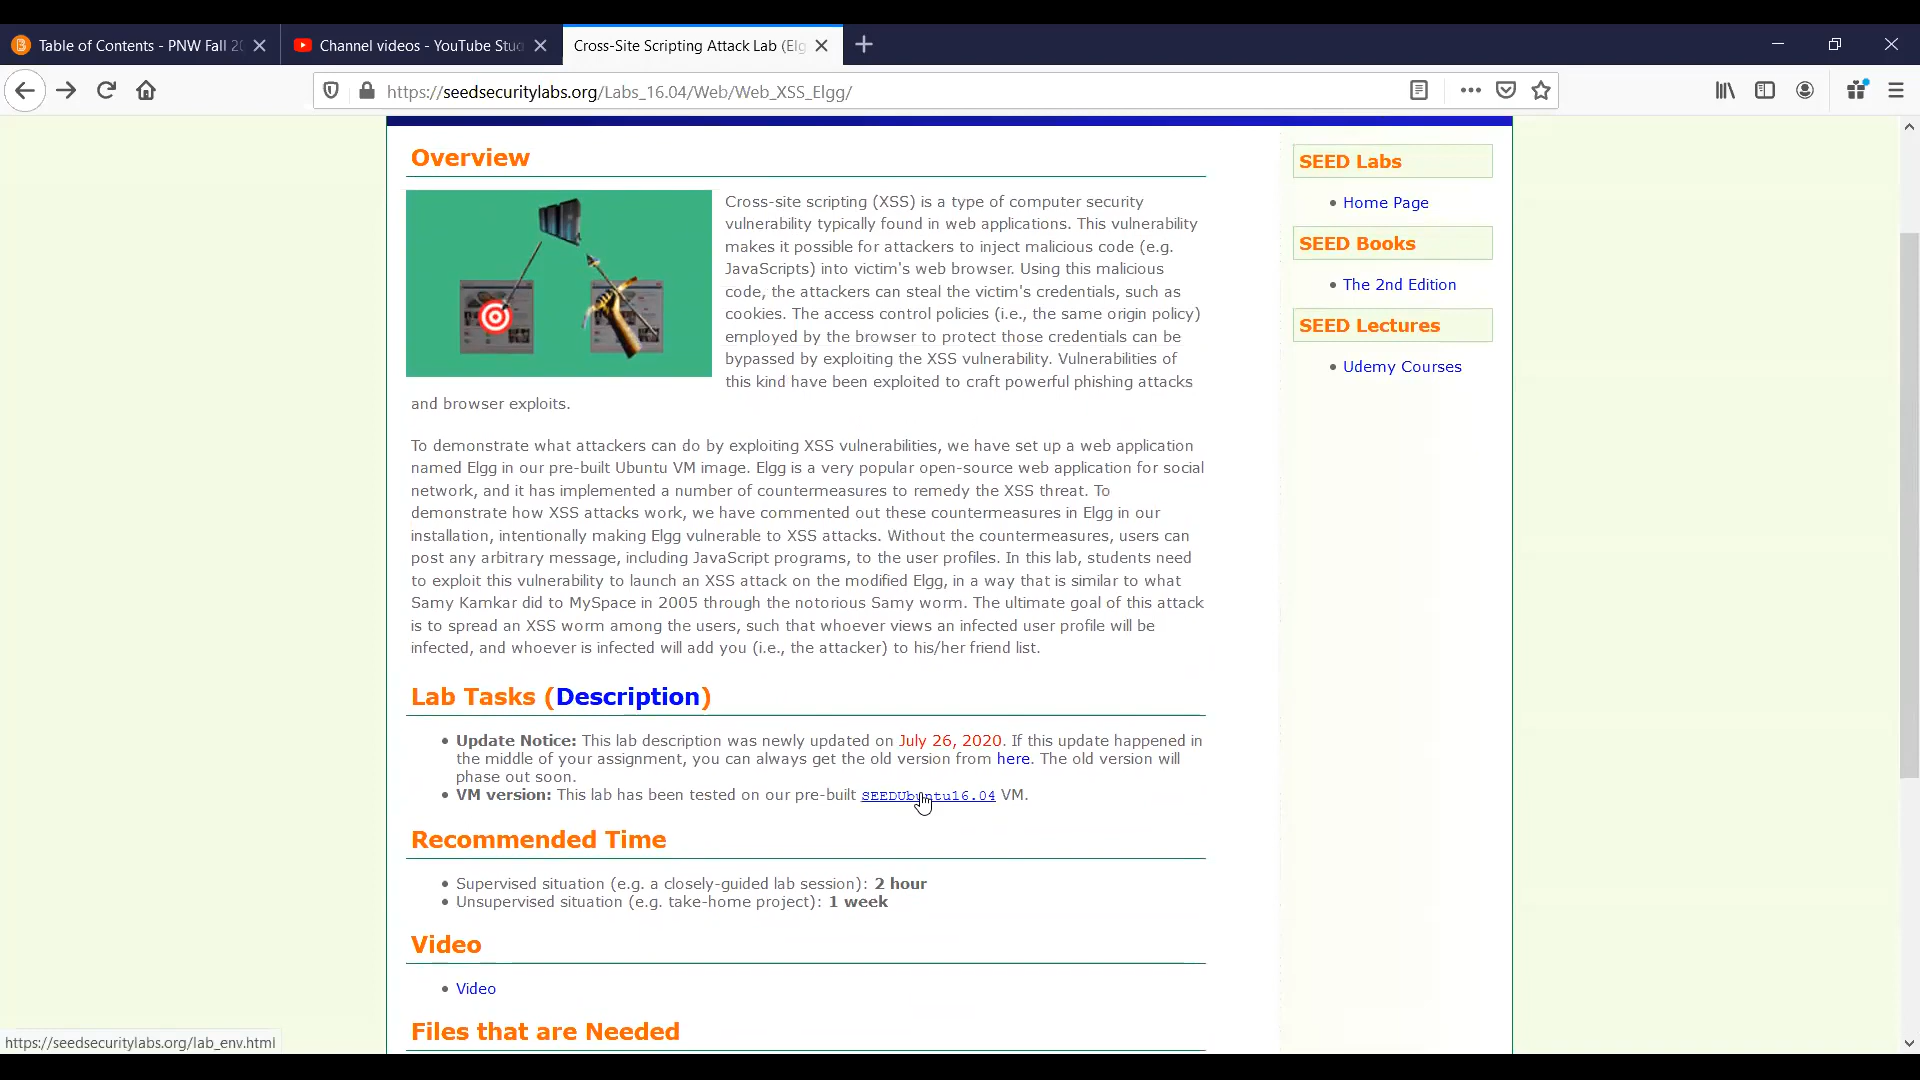 Table of Contents - PNW Fall 20
Channel videos - YouTube Stu
Cross-Site Scripting Attack Lab (Elg
https://seedsecuritylabs.org/Labs_16.04/Web/Web_XSS_Elgg/
Overview
Cross-site scripting (XSS) is a type of computer security
vulnerability typically found in web applications. This vulnerability
makes it possible for attackers to inject malicious code (e.g.
JavaScripts) into victim's web browser. Using this malicious
code, the attackers can steal the victim's credentials, such as
cookies. The access control policies (i.e., the same origin policy)
employed by the browser to protect those credentials can be
bypassed by exploiting the XSS vulnerability. Vulnerabilities of
this kind have been exploited to craft powerful phishing attacks
and browser exploits.
To demonstrate what attackers can do by exploiting XSS vulnerabilities, we have set up a web application
named Elgg in our pre-built Ubuntu VM image. Elgg is a very popular open-source web application for social
network, and it has implemented a number of countermeasures to remedy the XSS threat. To
demonstrate how XSS attacks work, we have commented out these countermeasures in Elgg in our
installation, intentionally making Elgg vulnerable to XSS attacks. Without the countermeasures, users can
post any arbitrary message, including JavaScript programs, to the user profiles. In this lab, students need
to exploit this vulnerability to launch an XSS attack on the modified Elgg, in a way that is similar to what
Samy Kamkar did to MySpace in 2005 through the notorious Samy worm. The ultimate goal of this attack
is to spread an XSS worm among the users, such that whoever views an infected user profile will be
infected, and whoever is infected will add you (i.e., the attacker) to his/her friend list.
Lab Tasks (Description)
• Update Notice: This lab description was newly updated on July 26, 2020. If this update happened in
the middle of your assignment, you can always get the old version from here. The old version will
phase out soon.
• VM version: This lab has been tested on our pre-built SEEDUbuntu16.04 VM.
Recommended Time
• Supervised situation (e.g. a closely-guided lab session): 2 hour
• Unsupervised situation (e.g. take-home project): 1 week
Video
• Video
Files that are Needed
SEED Labs
• Home Page
SEED Books
• The 2nd Edition
SEED Lectures
• Udemy Courses
https://seedsecuritylabs.org/lab_env.html